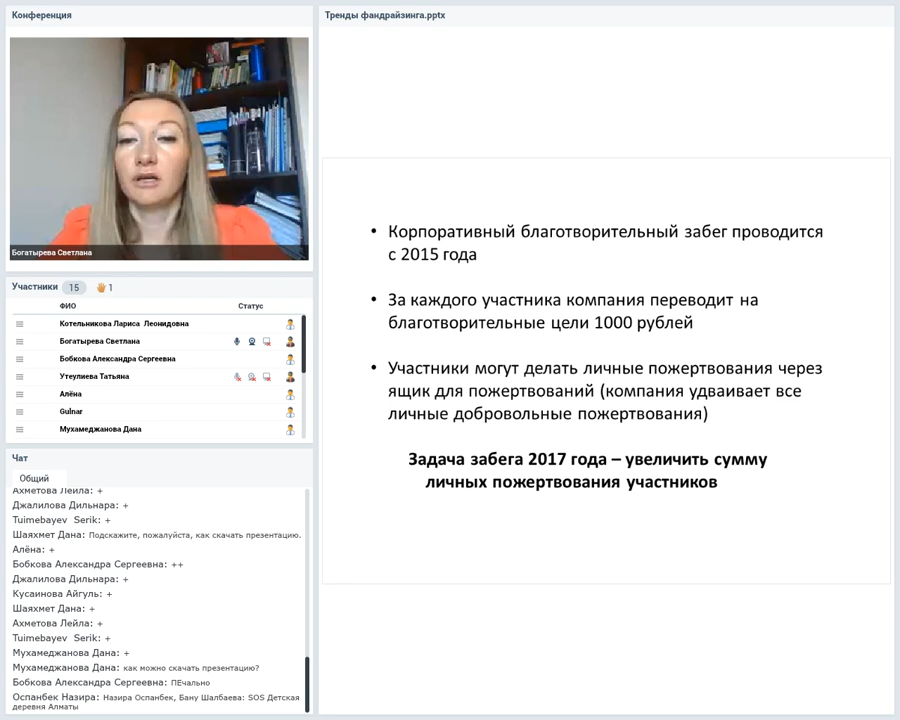 Конференция
Богатырева Светлана
Участники 15 1
ФИО Статус
Котельникова Лариса Леонидовна
Богатырева Светлана
Бобкова Александра Сергеевна
Утеулиева Татьяна
Алёна
Gulnar
Мухамеджанова Дана
Чат
Общий
Ахметова Лейла: +
Джалилова Дильнара: +
Tuimebayev Serik: +
Шаяхмет Дана: Подскажите, пожалуйста, как скачать презентацию.
Алёна: +
Бобкова Александра Сергеевна: ++
Джалилова Дильнара: +
Кусаинова Айгуль: +
Шаяхмет Дана: +
Ахметова Лейла: +
Tuimebayev Serik: +
Мухамеджанова Дана: +
Мухамеджанова Дана: как можно скачать презентацию?
Бобкова Александра Сергеевна: ПЕчально
Оспанбек Назира: Назира Оспанбек, Бану Шалбаева: SOS Детская
деревня Алматы
Тренды фандрайзинга.pptx
• Корпоративный благотворительный забег проводится
с 2015 года
• За каждого участника компания переводит на
благотворительные цели 1000 рублей
• Участники могут делать личные пожертвования через
ящик для пожертвований (компания удваивает все
личные добровольные пожертвования)
Задача забега 2017 года – увеличить сумму
личных пожертвования участников